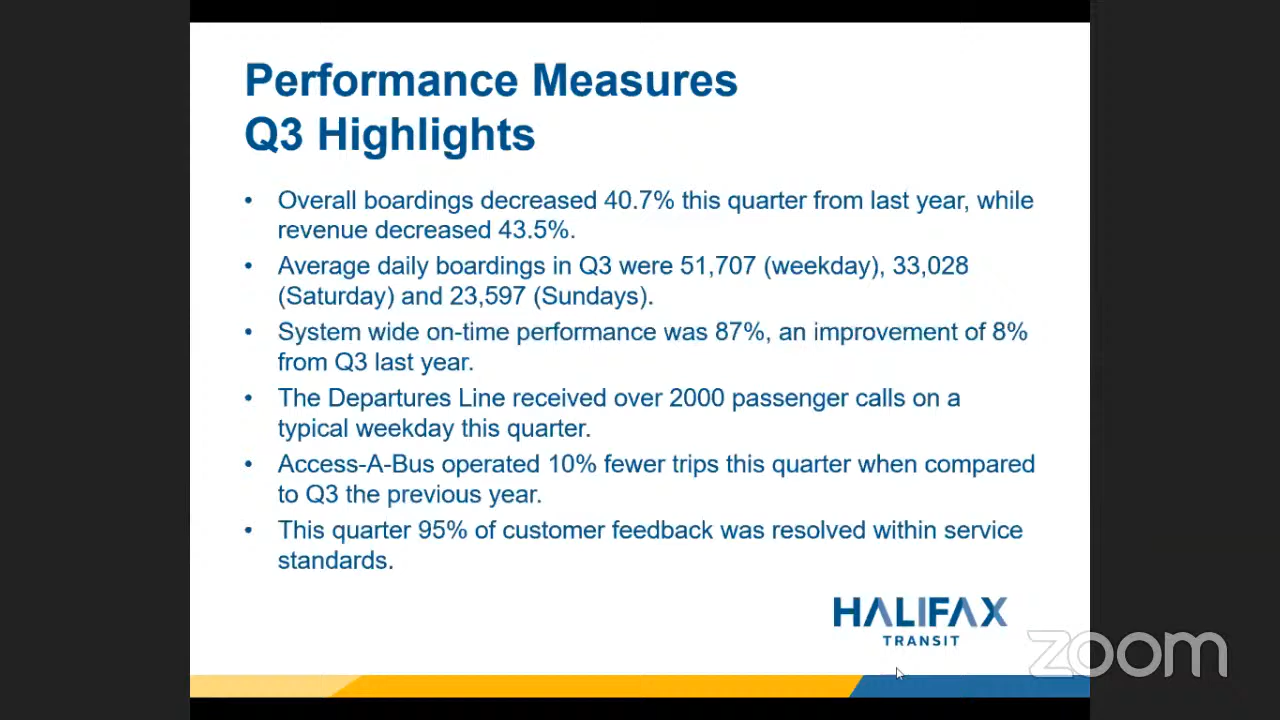 Performance Measures
Q3 Highlights
• Overall boardings decreased 40.7% this quarter from last year, while
revenue decreased 43.5%.
• Average daily boardings in Q3 were 51,707 (weekday), 33,028
(Saturday) and 23,597 (Sundays).
• System wide on-time performance was 87%, an improvement of 8%
from Q3 last year.
• The Departures Line received over 2000 passenger calls on a
typical weekday this quarter.
• Access-A-Bus operated 10% fewer trips this quarter when compared
to Q3 the previous year.
• This quarter 95% of customer feedback was resolved within service
standards.
HALIFAX
TRANSIT
zoom